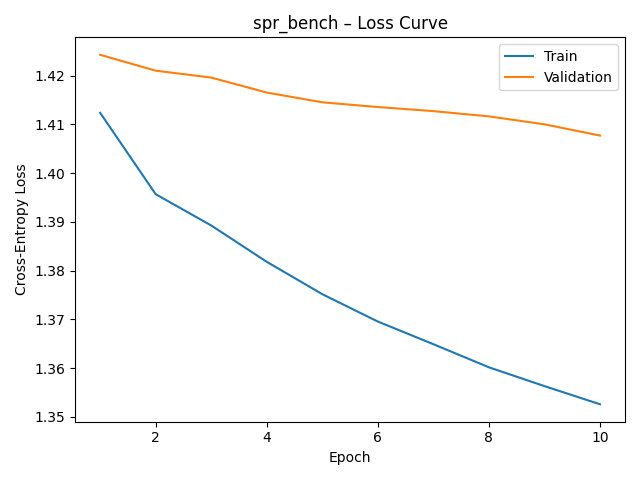 spr_bench – Loss Curve
Train
Validation
Cross-Entropy Loss
1.42
1.41
1.40
1.39
1.38
1.37
1.36
1.35
2
4
6
8
10
Epoch